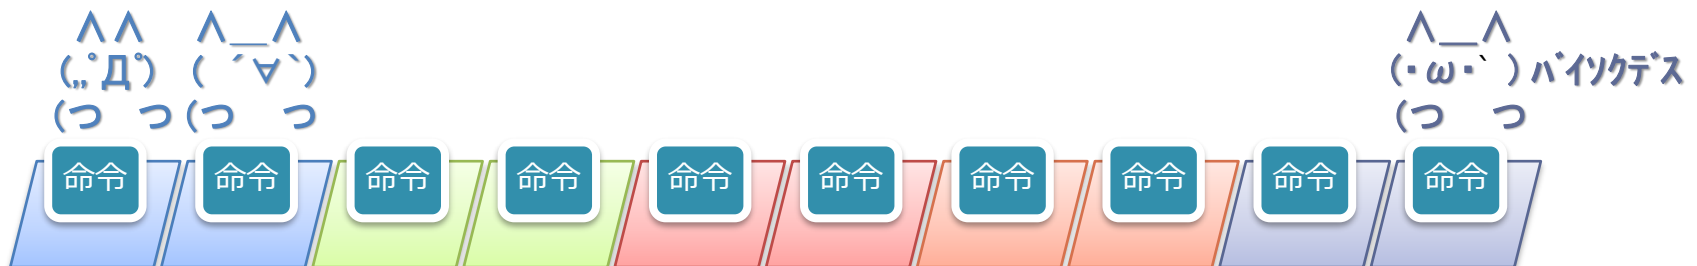 ∧∧　∧＿∧　∧＿∧
(,,ﾟДﾟ)　(　´∀`)　(・ω・`　) ﾊﾞｲｿｸﾃﾞｽ
(つ　つ(つ　つ　(つ　つ
命令 命令 命令 命令 命令 命令 命令 命令 命令 命令